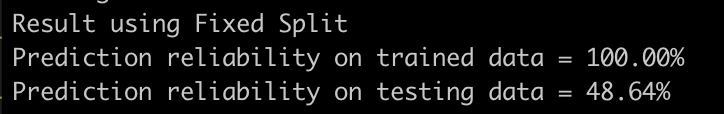 Result using Fixed Split
Prediction reliability on trained data = 100.00%
Prediction reliability on testing data = 48.64%